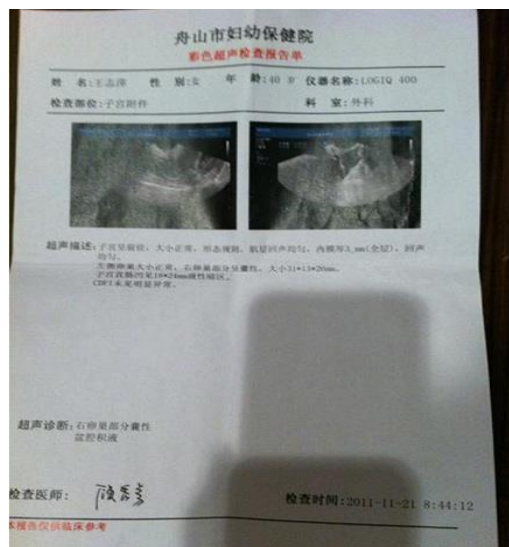 舟山市妇幼保健院
彩色超声检查报告单
姓 名:王志萍 性 别:女 年 龄:40 岁 仪器名称:LOGIQ 400
检查部位:子宫附件 科 室:外科
超声描述:子宫呈前位，大小正常，形态规则，肌层回声均匀，内膜厚3 mm(全层)，回声
均匀。
左侧卵巢大小正常，右卵巢部分呈囊性，大小31*13*20mm。
子宫直肠凹见18*24mm液性暗区。
CDFI未见明显异常。
超声诊断:右卵巢部分囊性
盆腔积液
检查医师:
检查时间:2011-11-21 8:44:12
本报告仅供临床参考